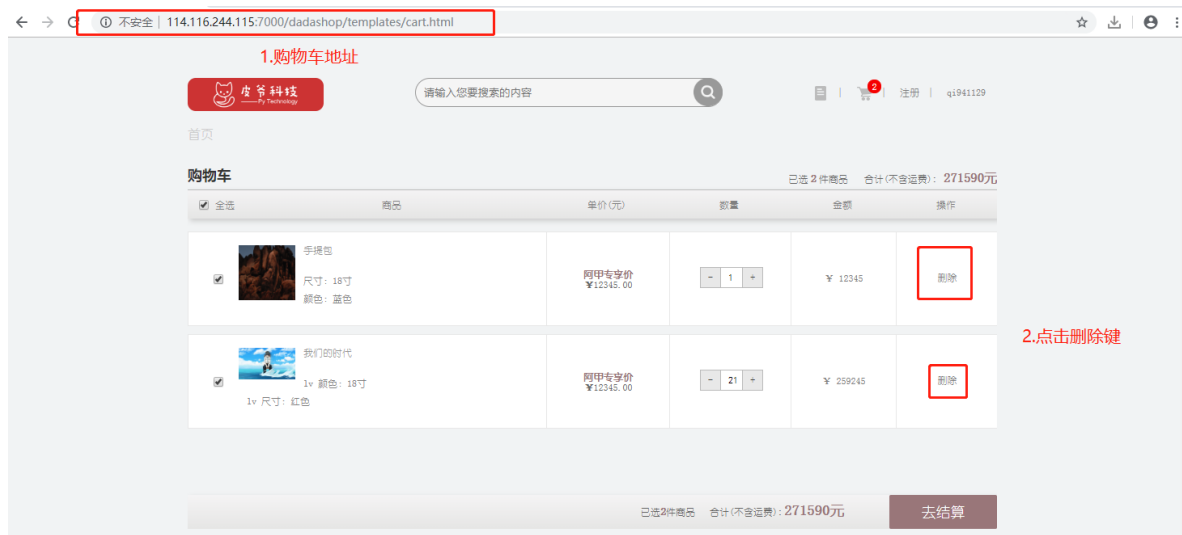 不安全 | 114.116.244.115:7000/dadashop/templates/cart.html
1.购物车地址
皮爷科技
Py Technology
请输入您要搜索的内容
2
注册
qi941129
首页
购物车
已选 2 件商品 合计(不含运费): 271590元
全选 商品 单价(元) 数量 金额 操作
手提包
尺寸: 18寸
颜色: 蓝色
阿甲专享价
¥12345.00
- 1 +
¥ 12345
删除
2.点击删除键
我们的时代
lv 颜色: 18寸
lv 尺寸: 红色
阿甲专享价
¥12345.00
- 21 +
¥ 259245
删除
已选2件商品 合计(不含运费): 271590元
去结算